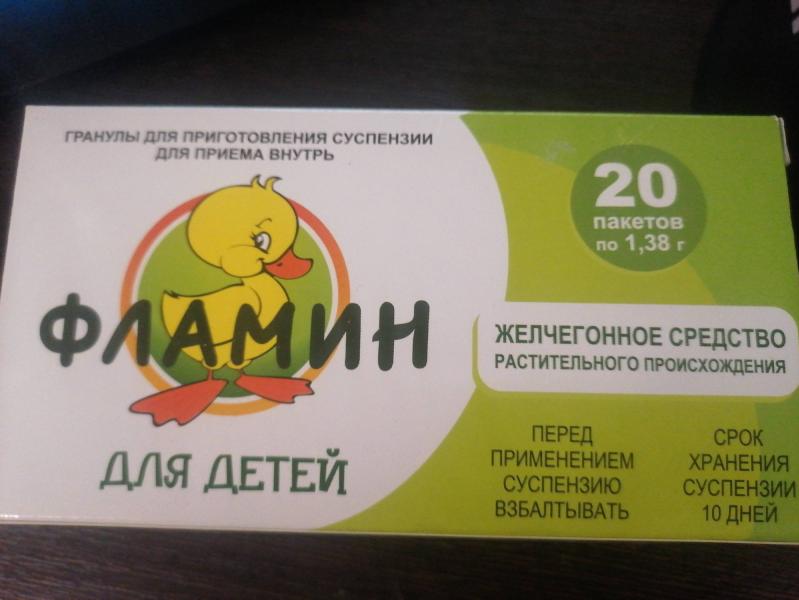 ГРАНУЛЫ ДЛЯ ПРИГОТОВЛЕНИЯ СУСПЕНЗИИ
ДЛЯ ПРИЕМА ВНУТРЬ
ФЛАМИН
ДЛЯ ДЕТЕЙ
20
пакетов
по 1,38 г
ЖЕЛЧЕГОННОЕ СРЕДСТВО
РАСТИТЕЛЬНОГО ПРОИСХОЖДЕНИЯ
ПЕРЕД
ПРИМЕНЕНИЕМ
СУСПЕНЗИЮ
ВЗБАЛТЫВАТЬ
СРОК
ХРАНЕНИЯ
СУСПЕНЗИИ
10 ДНЕЙ